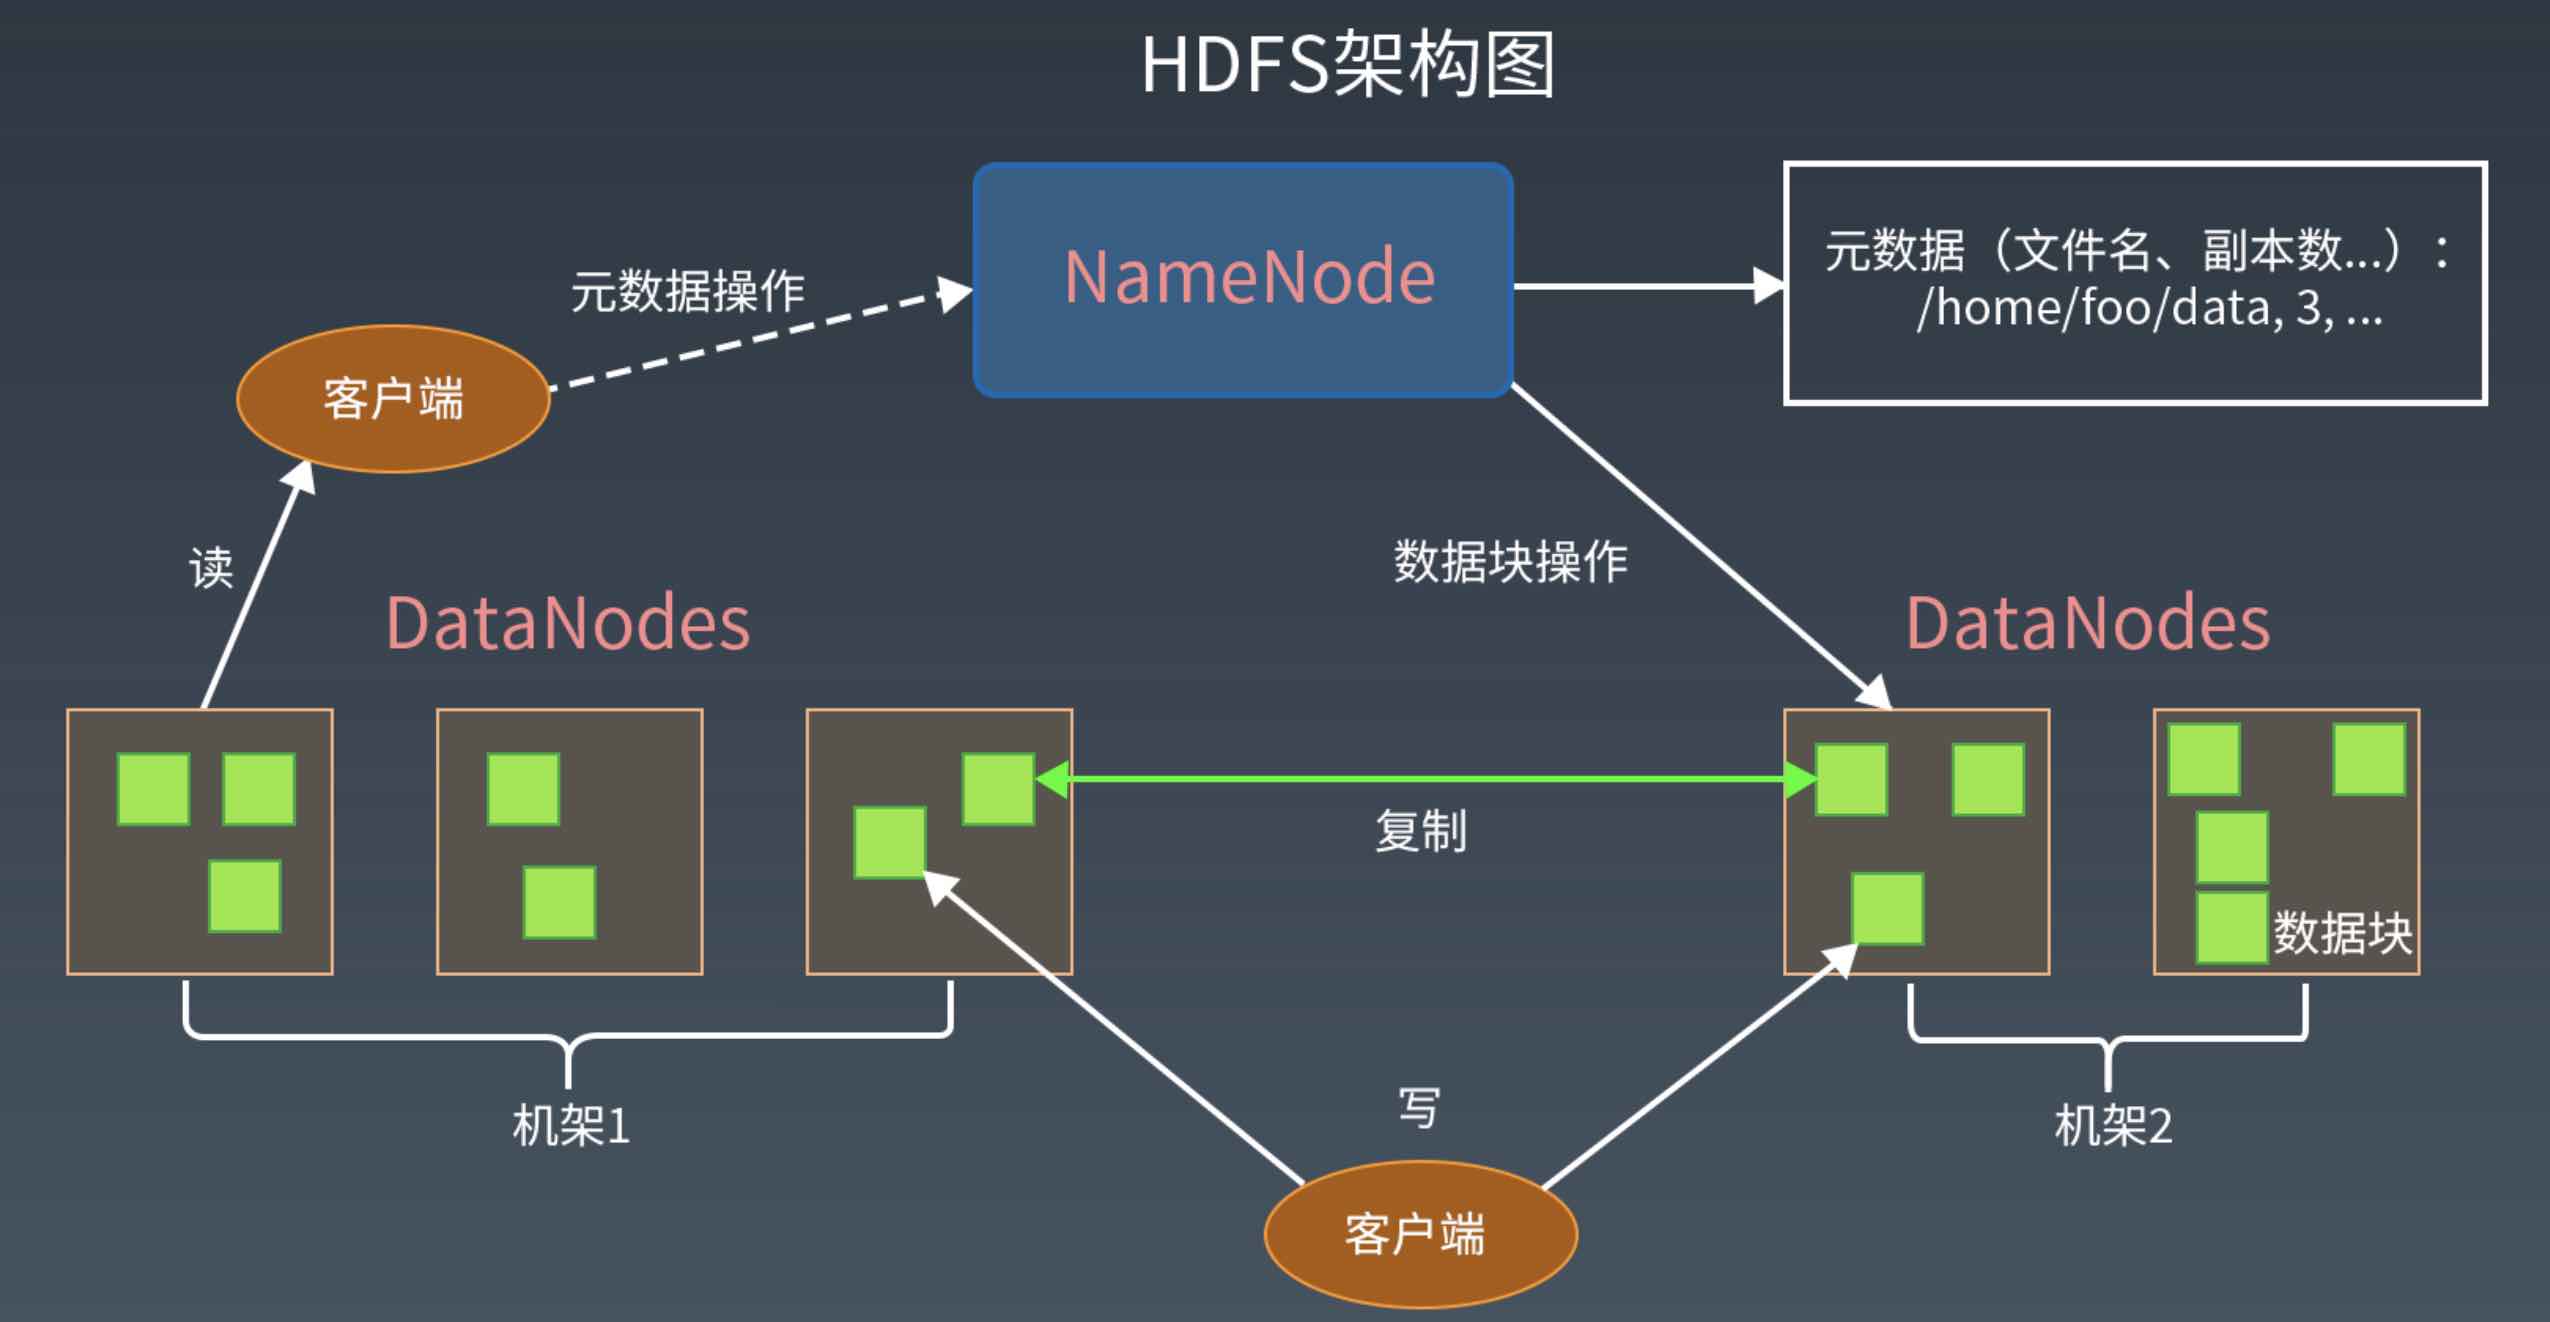 HDFS架构图
NameNode
元数据（文件名、副本数...）：
/home/foo/data, 3, ...
元数据操作
客户端
读
数据块操作
DataNodes
DataNodes
复制
数据块
写
机架1
机架2
客户端